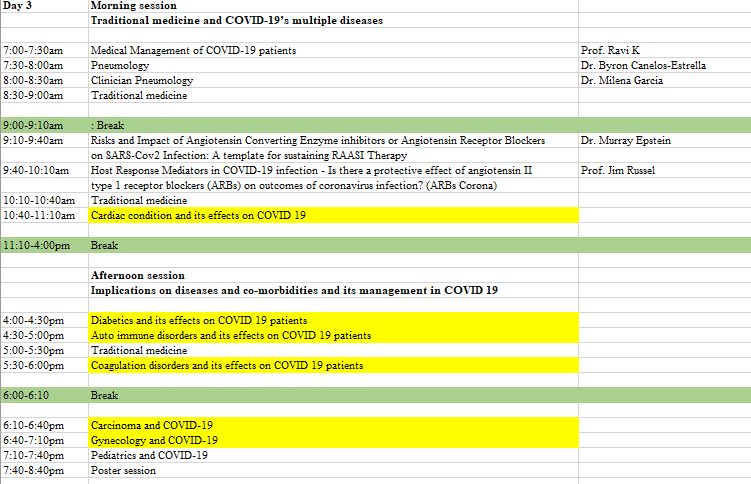 Day 3 Morning session
Traditional medicine and COVID-19's multiple diseases
7:00-7:30am Medical Management of COVID-19 patients Prof. Ravi K
7:30-8:00am Pneumology Dr. Byron Canelos-Estrella
8:00-8:30am Clinician Pneumology Dr. Milena Garcia
8:30-9:00am Traditional medicine
9:00-9:10am : Break
9:10-9:40am Risks and Impact of Angiotensin Converting Enzyme inhibitors or Angiotensin Receptor Blockers Dr. Murray Epstein
on SARS-Cov2 Infection: A template for sustaining RAASI Therapy
9:40-10:10am Host Response Mediators in COVID-19 infection - Is there a protective effect of angiotensin II Prof. Jim Russel
type 1 receptor blockers (ARBs) on outcomes of coronavirus infection? (ARBs Corona)
10:10-10:40am Traditional medicine
10:40-11:10am Cardiac condition and its effects on COVID 19
11:10-4:00pm Break
Afternoon session
Implications on diseases and co-morbidities and its management in COVID 19
4:00-4:30pm Diabetics and its effects on COVID 19 patients
4:30-5:00pm Auto immune disorders and its effects on COVID 19 patients
5:00-5:30pm Traditional medicine
5:30-6:00pm Coagulation disorders and its effects on COVID 19 patients
6:00-6:10 Break
6:10-6:40pm Carcinoma and COVID-19
6:40-7:10pm Gynecology and COVID-19
7:10-7:40pm Pediatrics and COVID-19
7:40-8:40pm Poster session